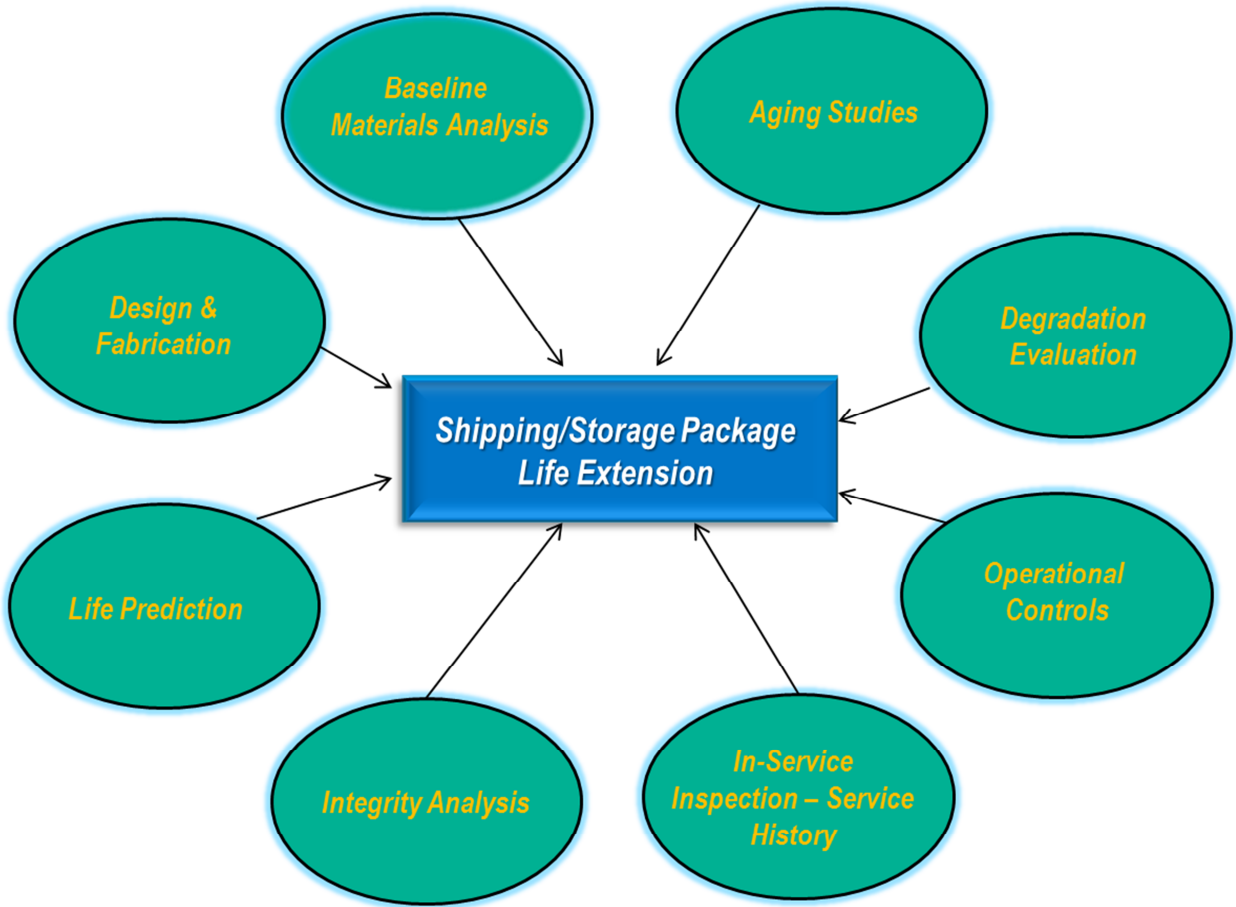 Baseline
Materials Analysis
Aging Studies
Design &
Fabrication
Degradation
Evaluation
Shipping/Storage Package
Life Extension
Life Prediction
Operational
Controls
Integrity Analysis
In-Service
Inspection – Service
History